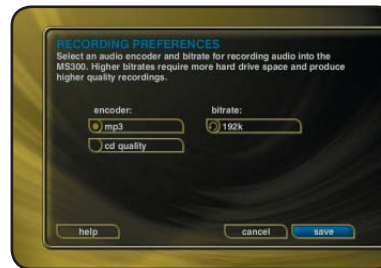 RECORDING PREFERENCES
Select an audio encoder and bitrate for recording audio into the
MS300. Higher bitrates require more hard drive space and produce
higher quality recordings.
encoder:
bitrate:
mp3
192k
cd quality
help
cancel
save